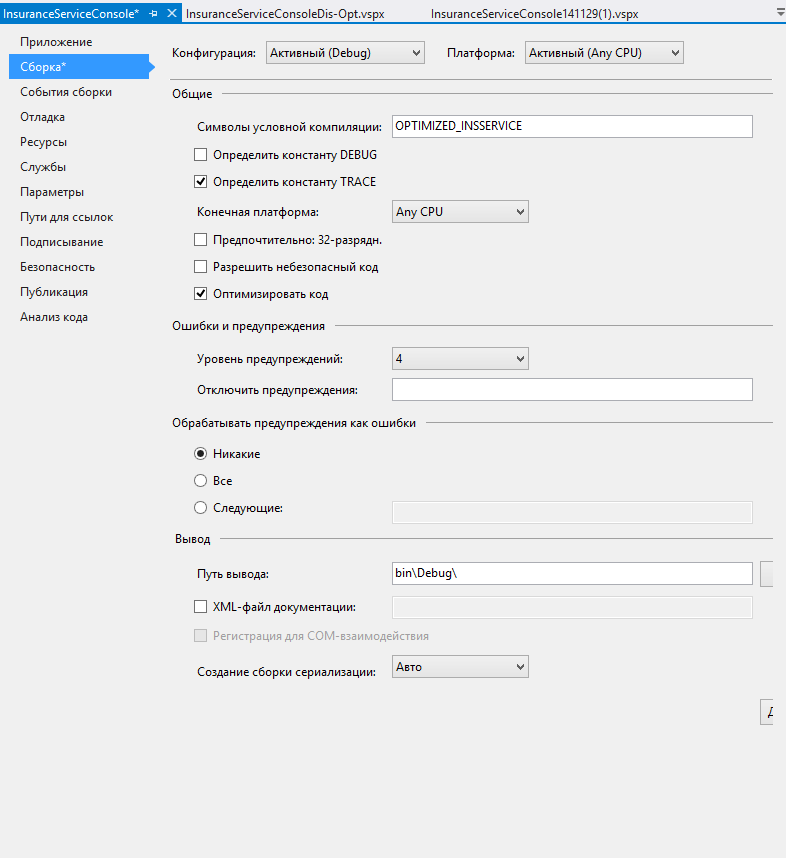 InsuranceServiceConsole* InsuranceServiceConsoleDis-Opt.vspx InsuranceServiceConsole141129(1).vspx
Приложение
Сборка*
События сборки
Отладка
Ресурсы
Службы
Параметры
Пути для ссылок
Подписывание
Безопасность
Публикация
Анализ кода
Конфигурация: Активный (Debug) Платформа: Активный (Any CPU)
Общие
Символы условной компиляции: OPTIMIZED_INSSERVICE
Определить константу DEBUG
Определить константу TRACE
Конечная платформа: Any CPU
Предпочтительно: 32-разрядн.
Разрешить небезопасный код
Оптимизировать код
Ошибки и предупреждения
Уровень предупреждений: 4
Отключить предупреждения:
Обрабатывать предупреждения как ошибки
Никакие
Все
Следующие:
Вывод
Путь вывода: bin\Debug\
XML-файл документации:
Регистрация для COM-взаимодействия
Создание сборки сериализации: Авто